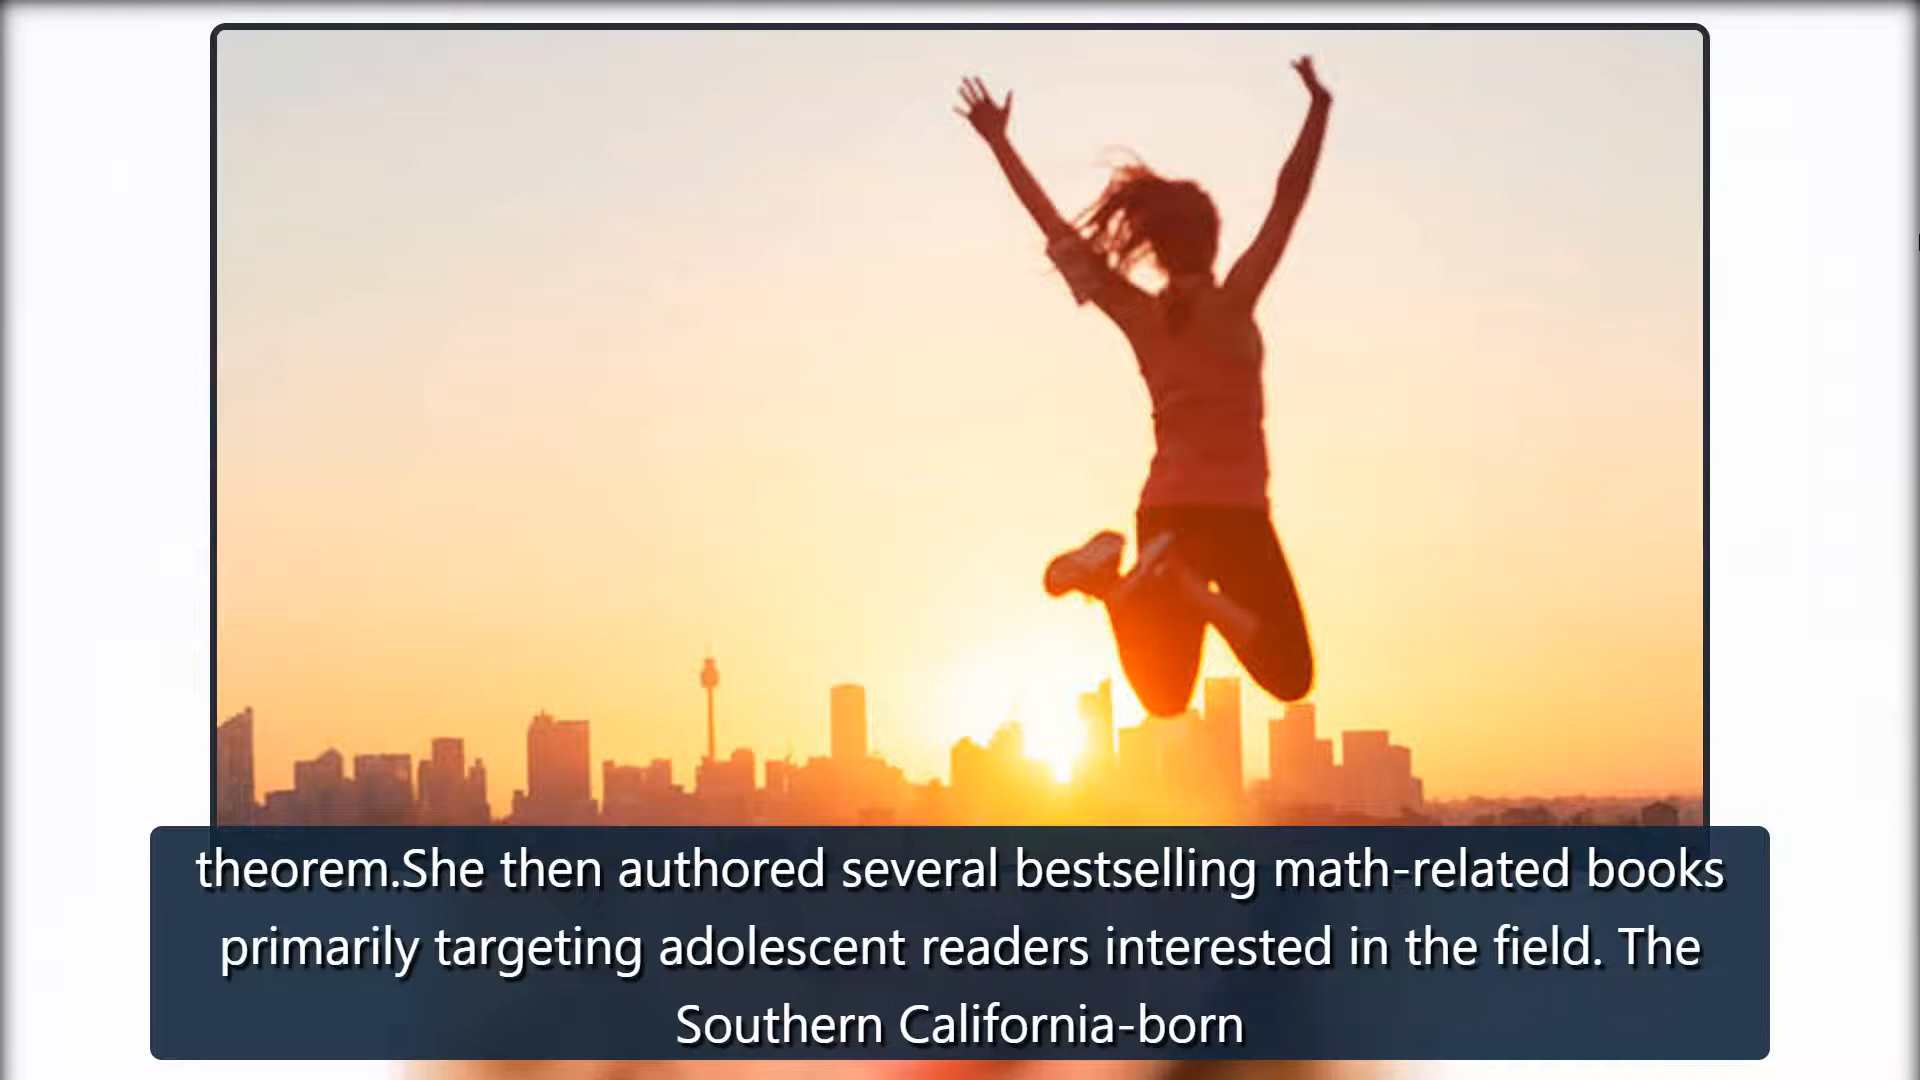 theorem.She then authored several bestselling math-related books
primarily targeting adolescent readers interested in the field. The
Southern California-born